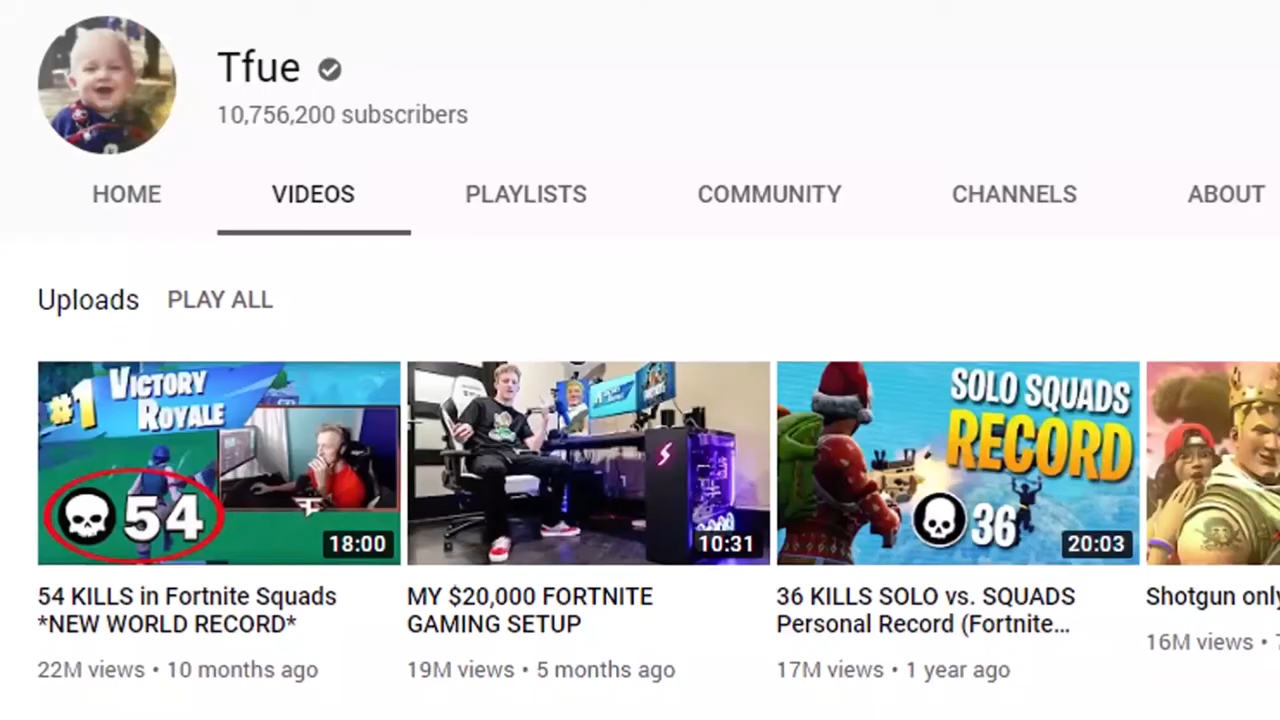 Tfue
10,756,200 subscribers
HOME VIDEOS PLAYLISTS COMMUNITY CHANNELS ABOUT
Uploads PLAY ALL
#1 VICTORY
ROYALE
54
18:00
10:31
SOLO SQUADS
RECORD
36
20:03
54 KILLS in Fortnite Squads
*NEW WORLD RECORD*
22M views • 10 months ago
MY $20,000 FORTNITE
GAMING SETUP
19M views • 5 months ago
36 KILLS SOLO vs. SQUADS
Personal Record (Fortnite...
17M views • 1 year ago
Shotgun only
16M views •